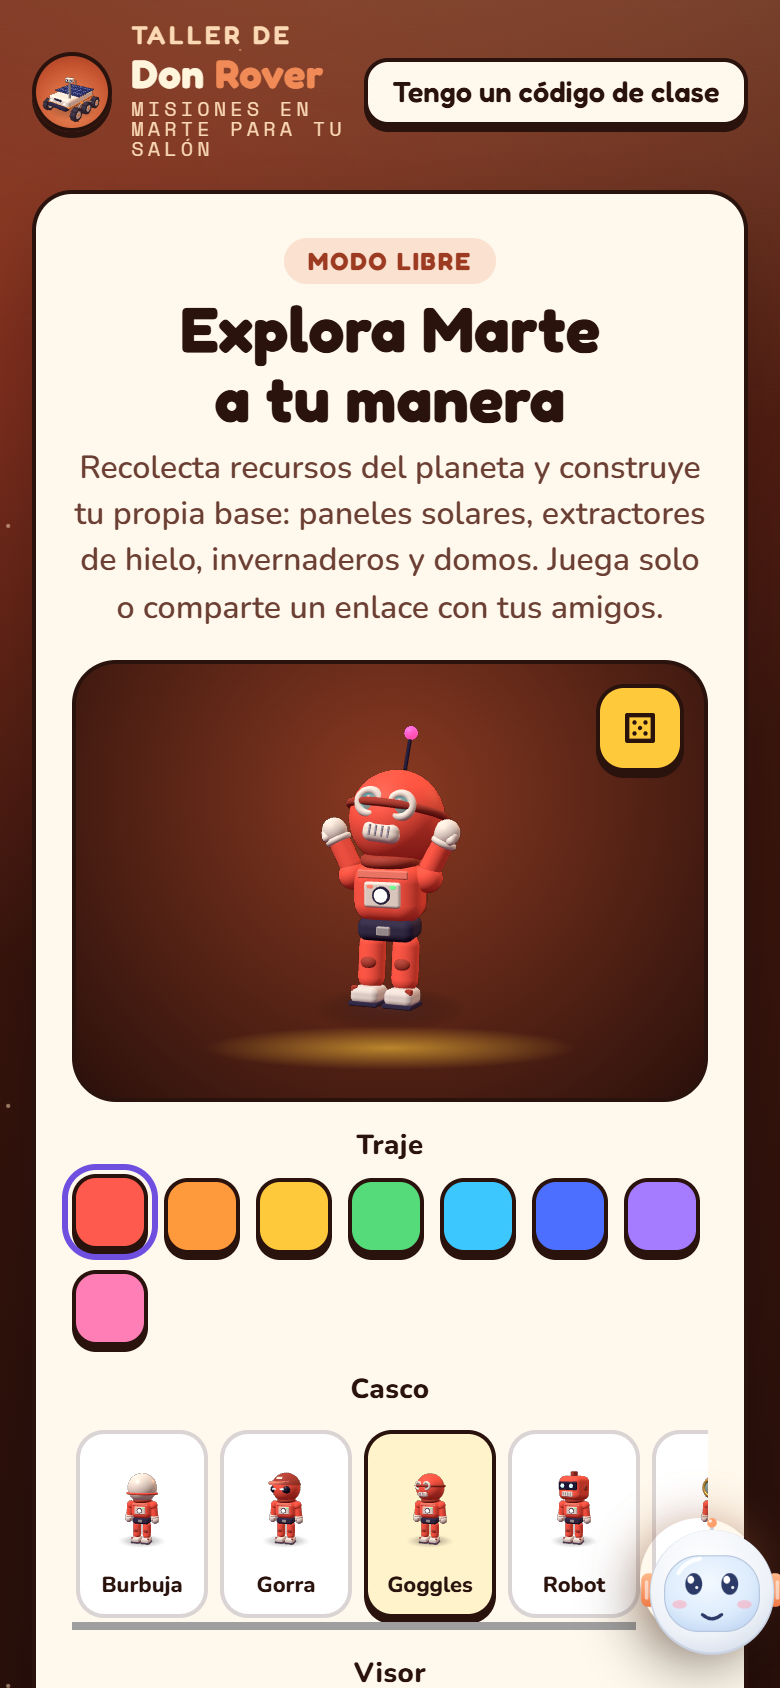 TALLER DE
Don Rover
MISIONES EN
MARTE PARA TU
SALÓN
Tengo un código de clase
MODO LIBRE
Explora Marte
a tu manera
Recolecta recursos del planeta y construye
tu propia base: paneles solares, extractores
de hielo, invernaderos y domos. Juega solo
o comparte un enlace con tus amigos.
Traje
Casco
Burbuja
Gorra
Goggles
Robot
Visor